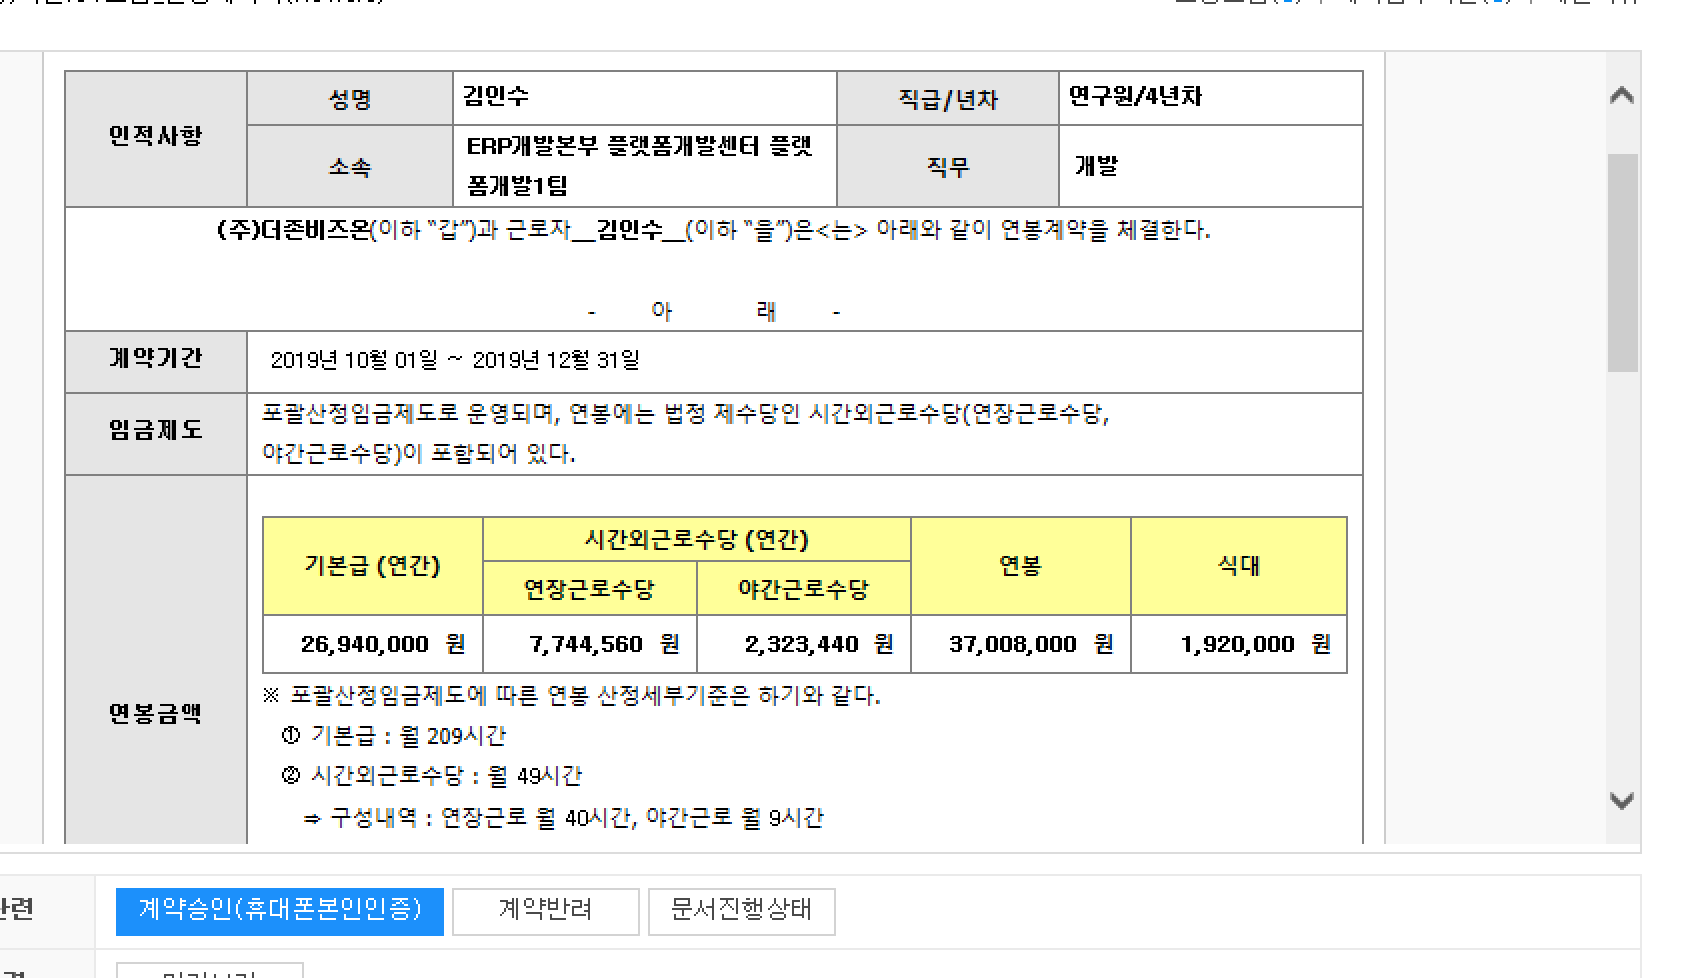 인적사항
성명
김인수
직급/년차
연구원/4년차
소속
ERP개발본부 플랫폼개발센터 플랫
폼개발1팀
직무
개발
(주)더존비즈온(이하 “갑”)과 근로자__김인수__(이하 “을”)은<는> 아래와 같이 연봉계약을 체결한다.
- 아 래 -
계약기간
2019년 10월 01일 ~ 2019년 12월 31일
임금제도
포괄산정임금제도로 운영되며, 연봉에는 법정 제수당인 시간외근로수당(연장근로수당,
야간근로수당)이 포함되어 있다.
연봉금액
기본급 (연간)
시간외근로수당 (연간)
연봉
식대
연장근로수당
야간근로수당
26,940,000 원
7,744,560 원
2,323,440 원
37,008,000 원
1,920,000 원
※ 포괄산정임금제도에 따른 연봉 산정세부기준은 하기와 같다.
① 기본급 : 월 209시간
② 시간외근로수당 : 월 49시간
⇒ 구성내역 : 연장근로 월 40시간, 야간근로 월 9시간
계약승인(휴대폰본인인증)
계약반려
문서진행상태